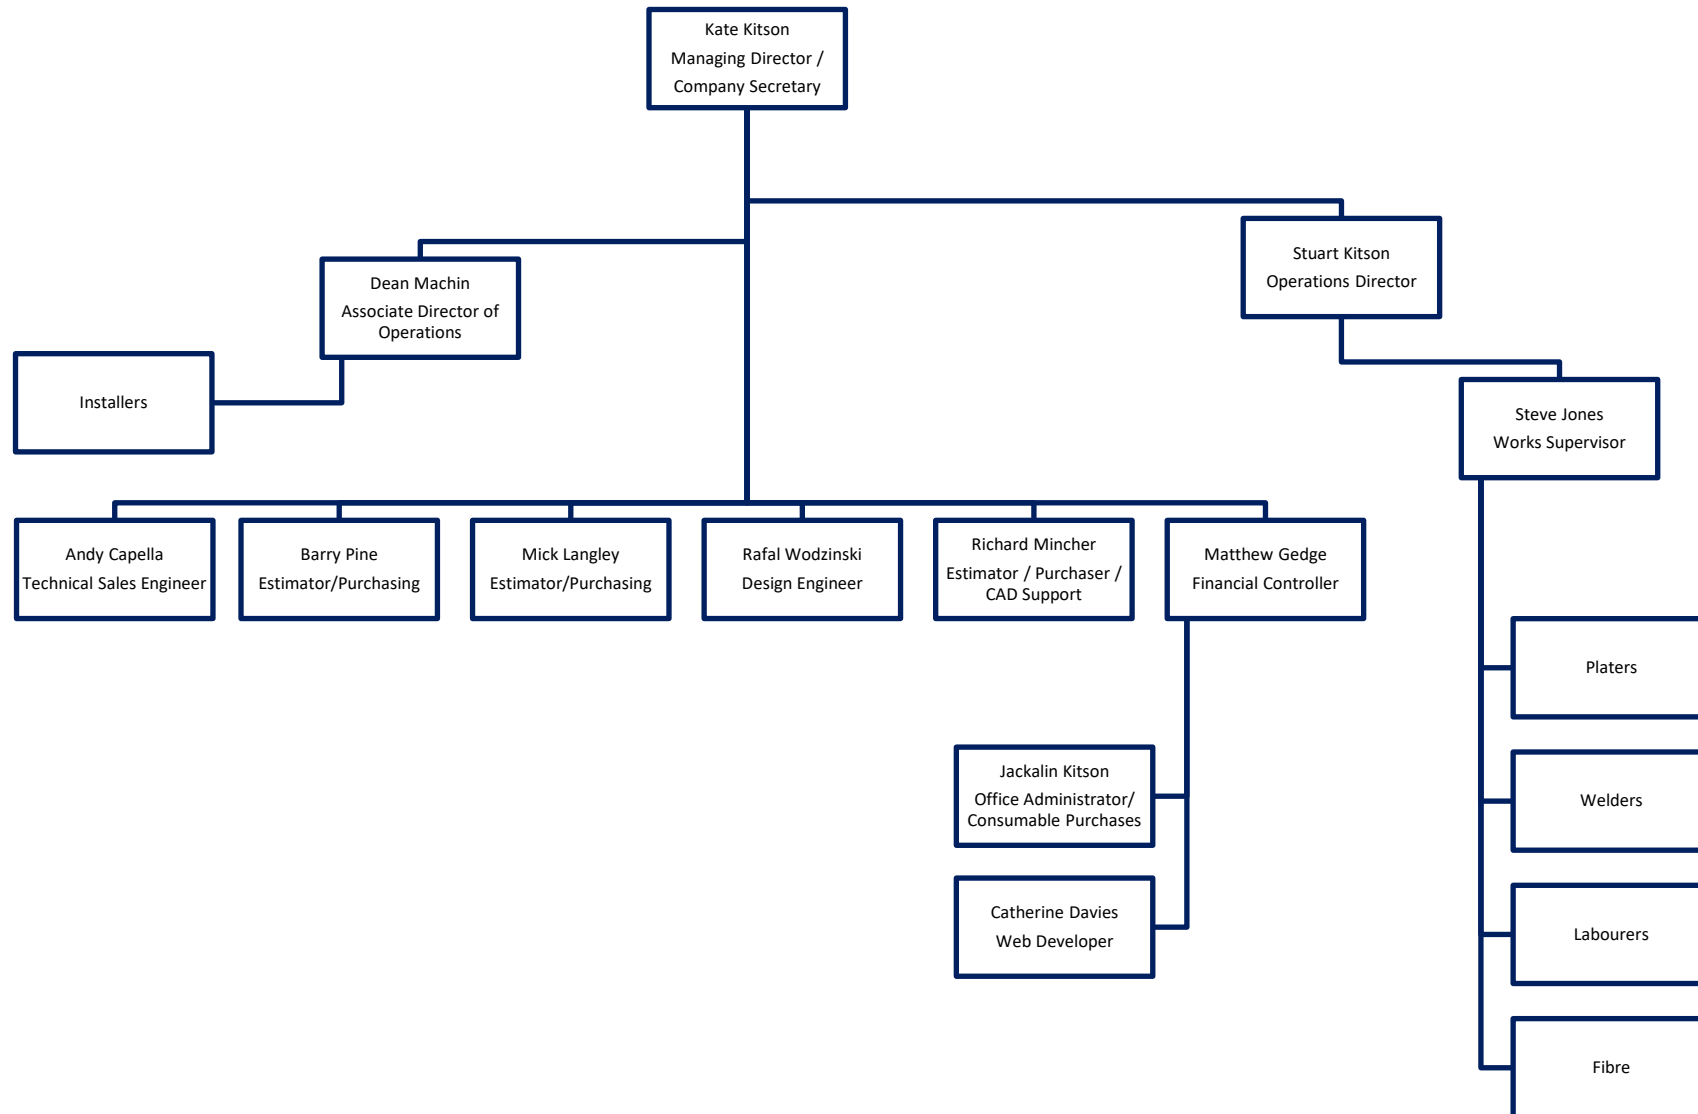 Kate Kitson
Managing Director /
Company Secretary
Stuart Kitson
Operations Director
Dean Machin
Associate Director of
Operations
Installers
Steve Jones
Works Supervisor
Andy Capella
Technical Sales Engineer
Barry Pine
Estimator/Purchasing
Mick Langley
Estimator/Purchasing
Rafal Wodzinski
Design Engineer
Richard Mincher
Estimator / Purchaser /
CAD Support
Matthew Gedge
Financial Controller
Platers
Jackalin Kitson
Office Administrator/
Consumable Purchases
Welders
Catherine Davies
Web Developer
Labourers
Fibre